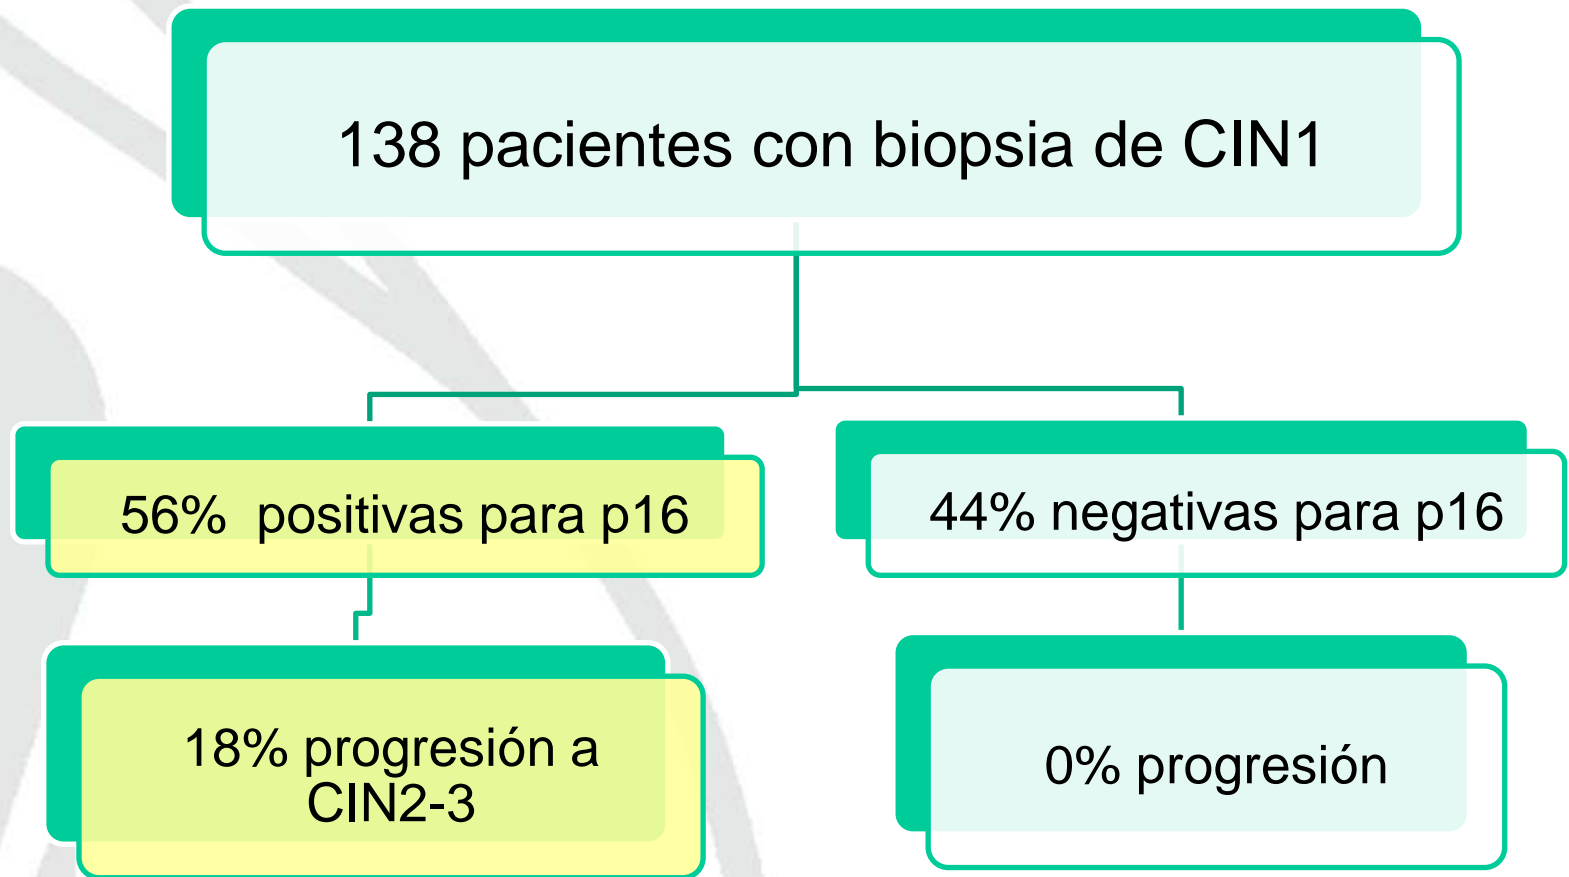 138 pacientes con biopsia de CIN1
56% positivas para p16
44% negativas para p16
18% progresión a
CIN2-3
0% progresión